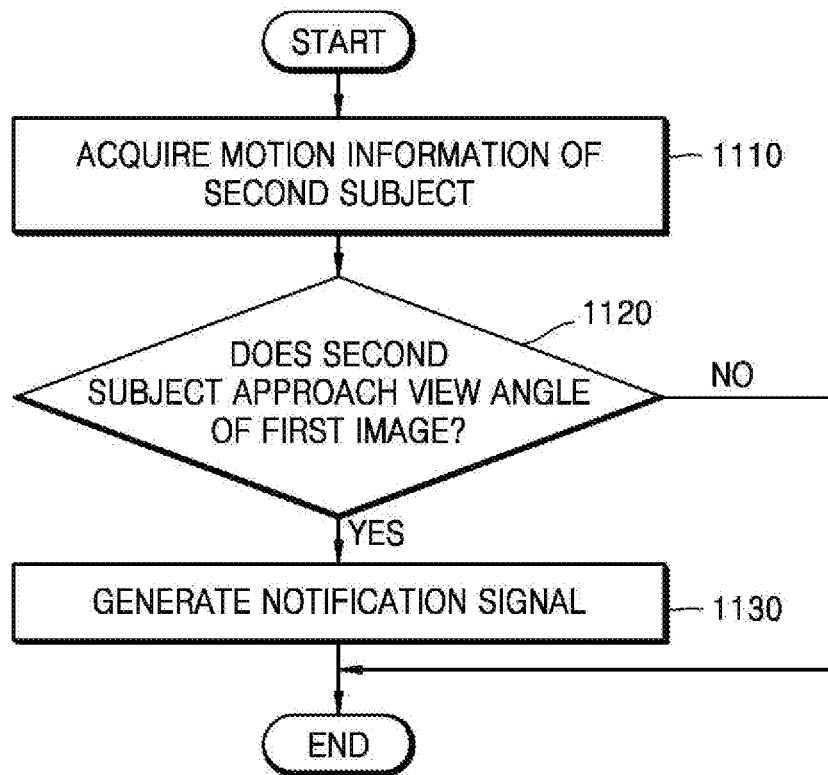 START
ACQUIRE MOTION INFORMATION OF
SECOND SUBJECT
1110
DOES SECOND
SUBJECT APPROACH VIEW ANGLE
OF FIRST IMAGE?
1120
NO
YES
GENERATE NOTIFICATION SIGNAL
1130
END